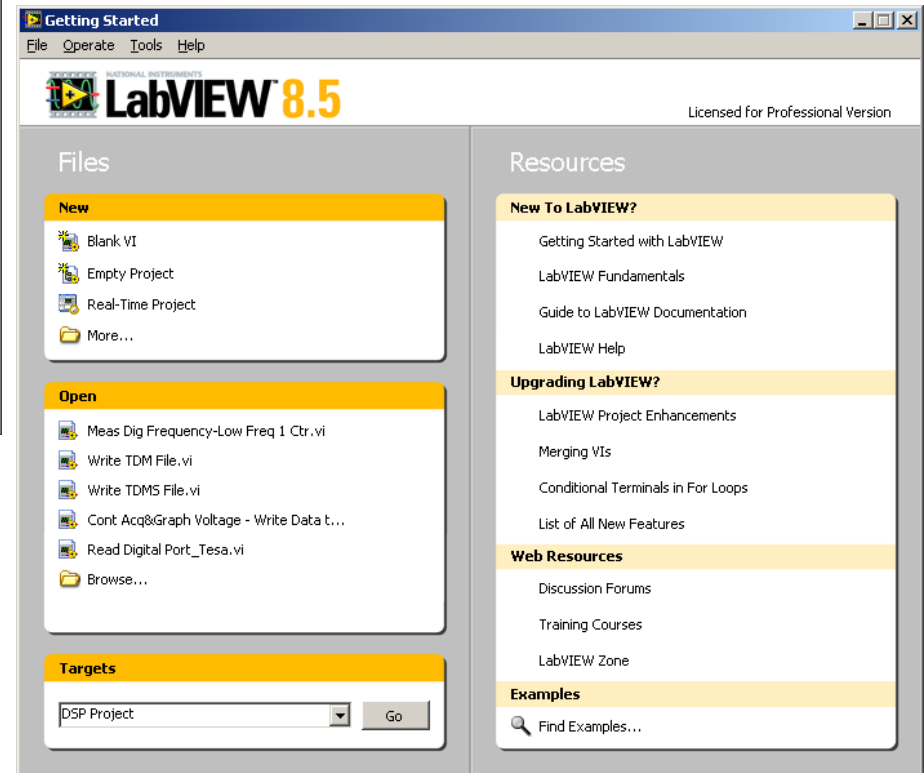 Getting Started
File Operate Tools Help
NATIONAL INSTRUMENTS
LabVIEW™ 8.5
Licensed for Professional Version
Files
New
Blank VI
Empty Project
Real-Time Project
More...
Open
Meas Dig Frequency-Low Freq 1 Ctr.vi
Write TDM File.vi
Write TDMS File.vi
Cont Acq&Graph Voltage - Write Data t...
Read Digital Port_Tesa.vi
Browse...
Targets
DSP Project
Go
Resources
New To LabVIEW?
Getting Started with LabVIEW
LabVIEW Fundamentals
Guide to LabVIEW Documentation
LabVIEW Help
Upgrading LabVIEW?
LabVIEW Project Enhancements
Merging VIs
Conditional Terminals in For Loops
List of All New Features
Web Resources
Discussion Forums
Training Courses
LabVIEW Zone
Examples
Find Examples...